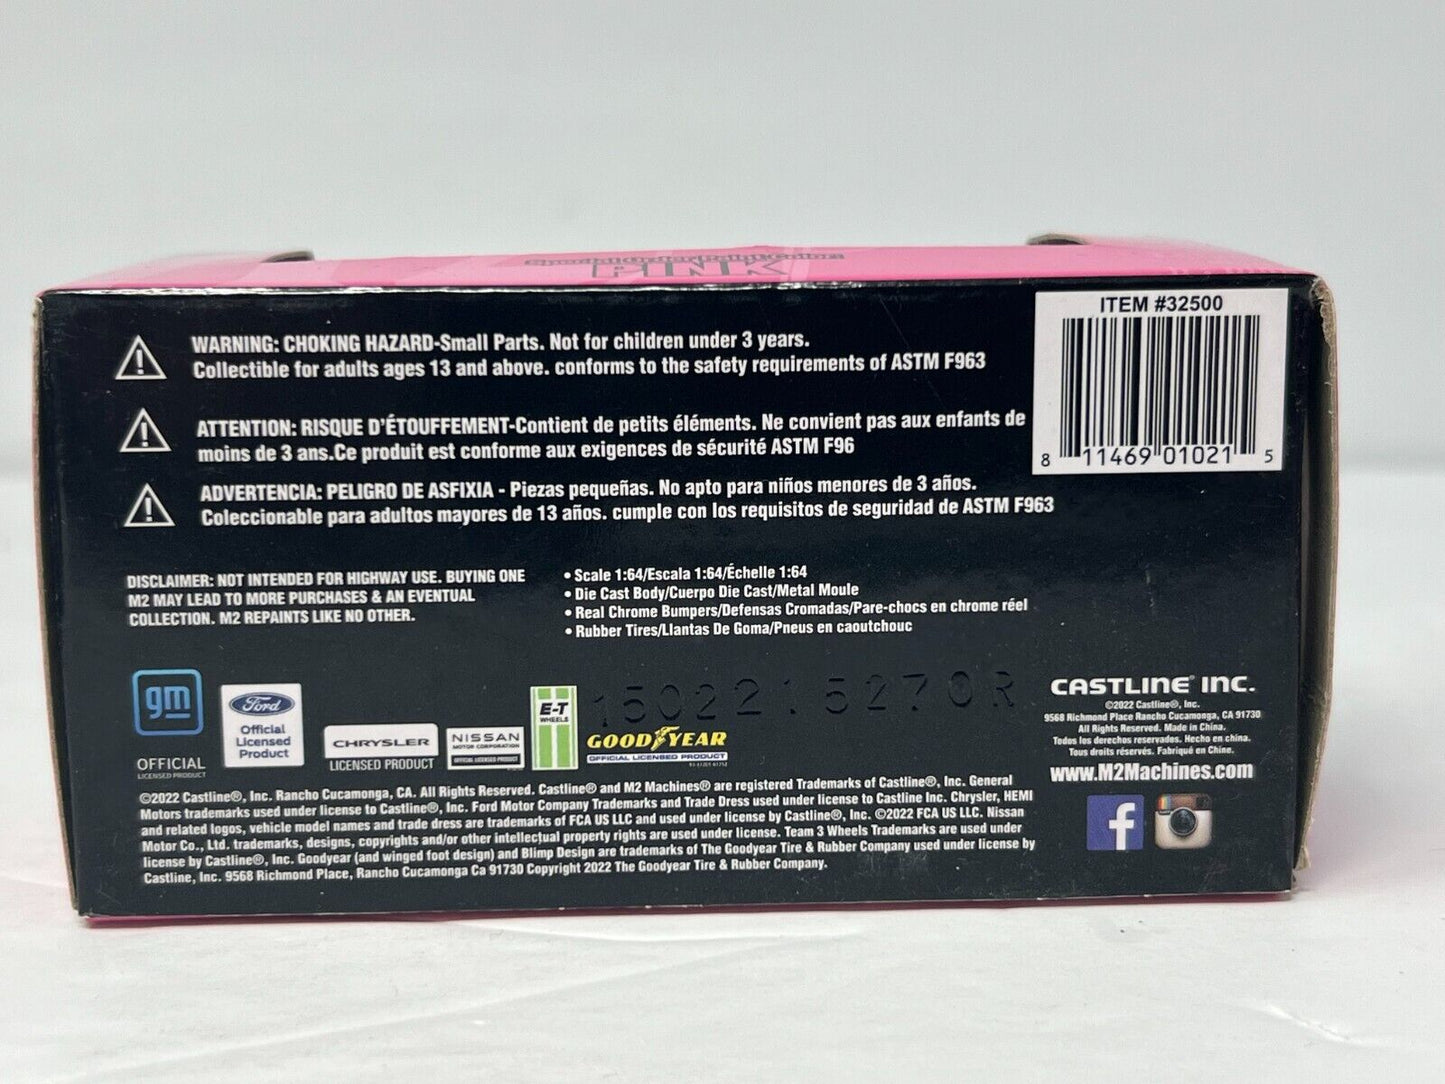 Special Order Paint Colors
PINK
ITEM #32500
8 11469 01021 5
WARNING: CHOKING HAZARD-Small Parts. Not for children under 3 years.
Collectible for adults ages 13 and above. conforms to the safety requirements of ASTM F963
ATTENTION: RISQUE D'ÉTOUFFEMENT-Contient de petits éléments. Ne convient pas aux enfants de
moins de 3 ans.Ce produit est conforme aux exigences de sécurité ASTM F96
ADVERTENCIA: PELIGRO DE ASFIXIA - Piezas pequeñas. No apto para niños menores de 3 años.
Coleccionable para adultos mayores de 13 años. cumple con los requisitos de seguridad de ASTM F963
DISCLAIMER: NOT INTENDED FOR HIGHWAY USE. BUYING ONE
M2 MAY LEAD TO MORE PURCHASES & AN EVENTUAL
COLLECTION. M2 REPAINTS LIKE NO OTHER.
• Scale 1:64/Escala 1:64/Échelle 1:64
• Die Cast Body/Cuerpo Die Cast/Metal Moule
• Real Chrome Bumpers/Defensas Cromadas/Pare-chocs en chrome réel
• Rubber Tires/Llantas De Goma/Pneus en caoutchouc
gm
OFFICIAL
LICENSED PRODUCT
Ford
Official
Licensed
Product
CHRYSLER
LICENSED PRODUCT
NISSAN
MOTOR CORPORATION
OFFICIAL LICENSED PRODUCT
E-T
WHEELS
150221 5270R
GOODYEAR
OFFICIAL LICENSED PRODUCT
CASTLINE® INC.
©2022 Castline®, Inc.
9568 Richmond Place Rancho Cucamonga, CA 91730
All Rights Reserved. Made in China.
Todos los derechos reservados. Hecho en china.
Tous droits réservés. Fabriqué en Chine.
www.M2Machines.com
f
©2022 Castline®, Inc. Rancho Cucamonga, CA. All Rights Reserved. Castline® and M2 Machines® are registered Trademarks of Castline®, Inc. General
Motors trademarks used under license to Castline®, Inc. Ford Motor Company Trademarks and Trade Dress used under license to Castline Inc. Chrysler, HEMI
and related logos, vehicle model names and trade dress are trademarks of FCA US LLC and used under license by Castline®, Inc. ©2022 FCA US LLC. Nissan
Motor Co., Ltd. trademarks, designs, copyrights and/or other intellectual property rights are used under license. Team 3 Wheels Trademarks are used under
license by Castline®, Inc. Goodyear (and winged foot design) and Blimp Design are trademarks of The Goodyear Tire & Rubber Company used under license by
Castline, Inc. 9568 Richmond Place, Rancho Cucamonga Ca 91730 Copyright 2022 The Goodyear Tire & Rubber Company.